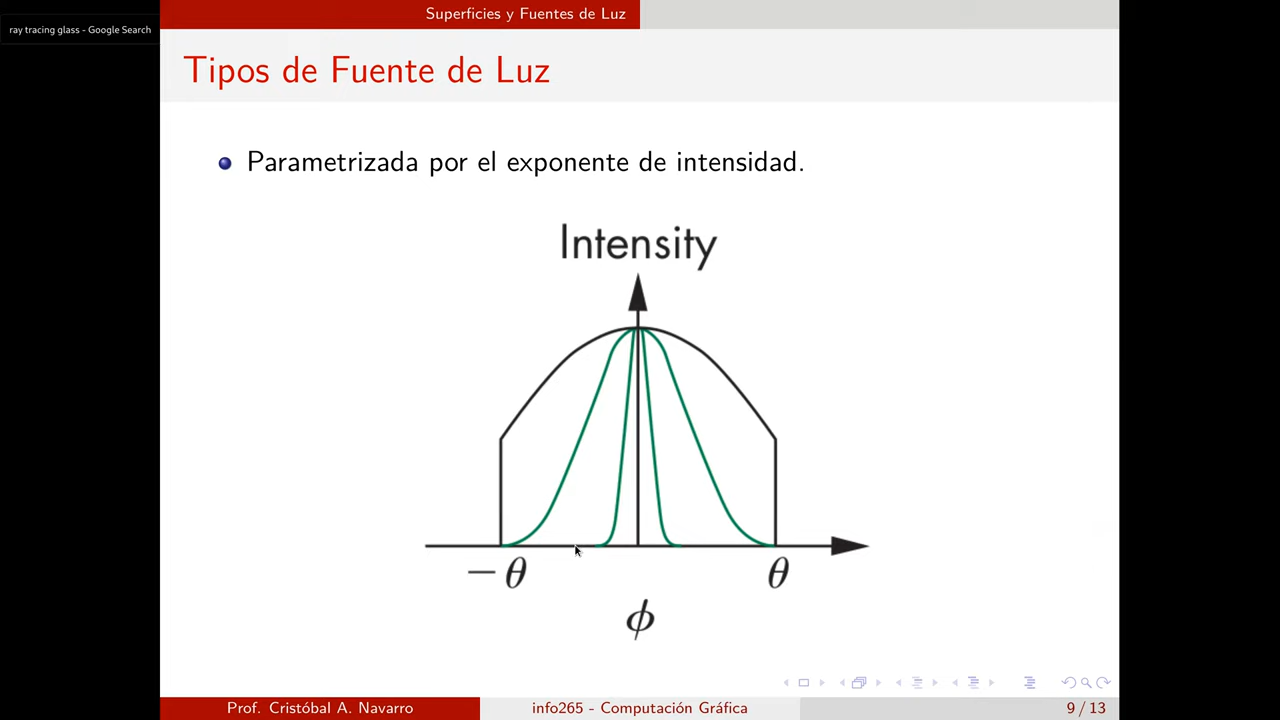 ray tracing glass - Google Search
Superficies y Fuentes de Luz
Tipos de Fuente de Luz
Parametrizada por el exponente de intensidad.
Intensity
− θ
θ
ϕ
Prof. Cristóbal A. Navarro
info265 - Computación Gráfica
9 / 13